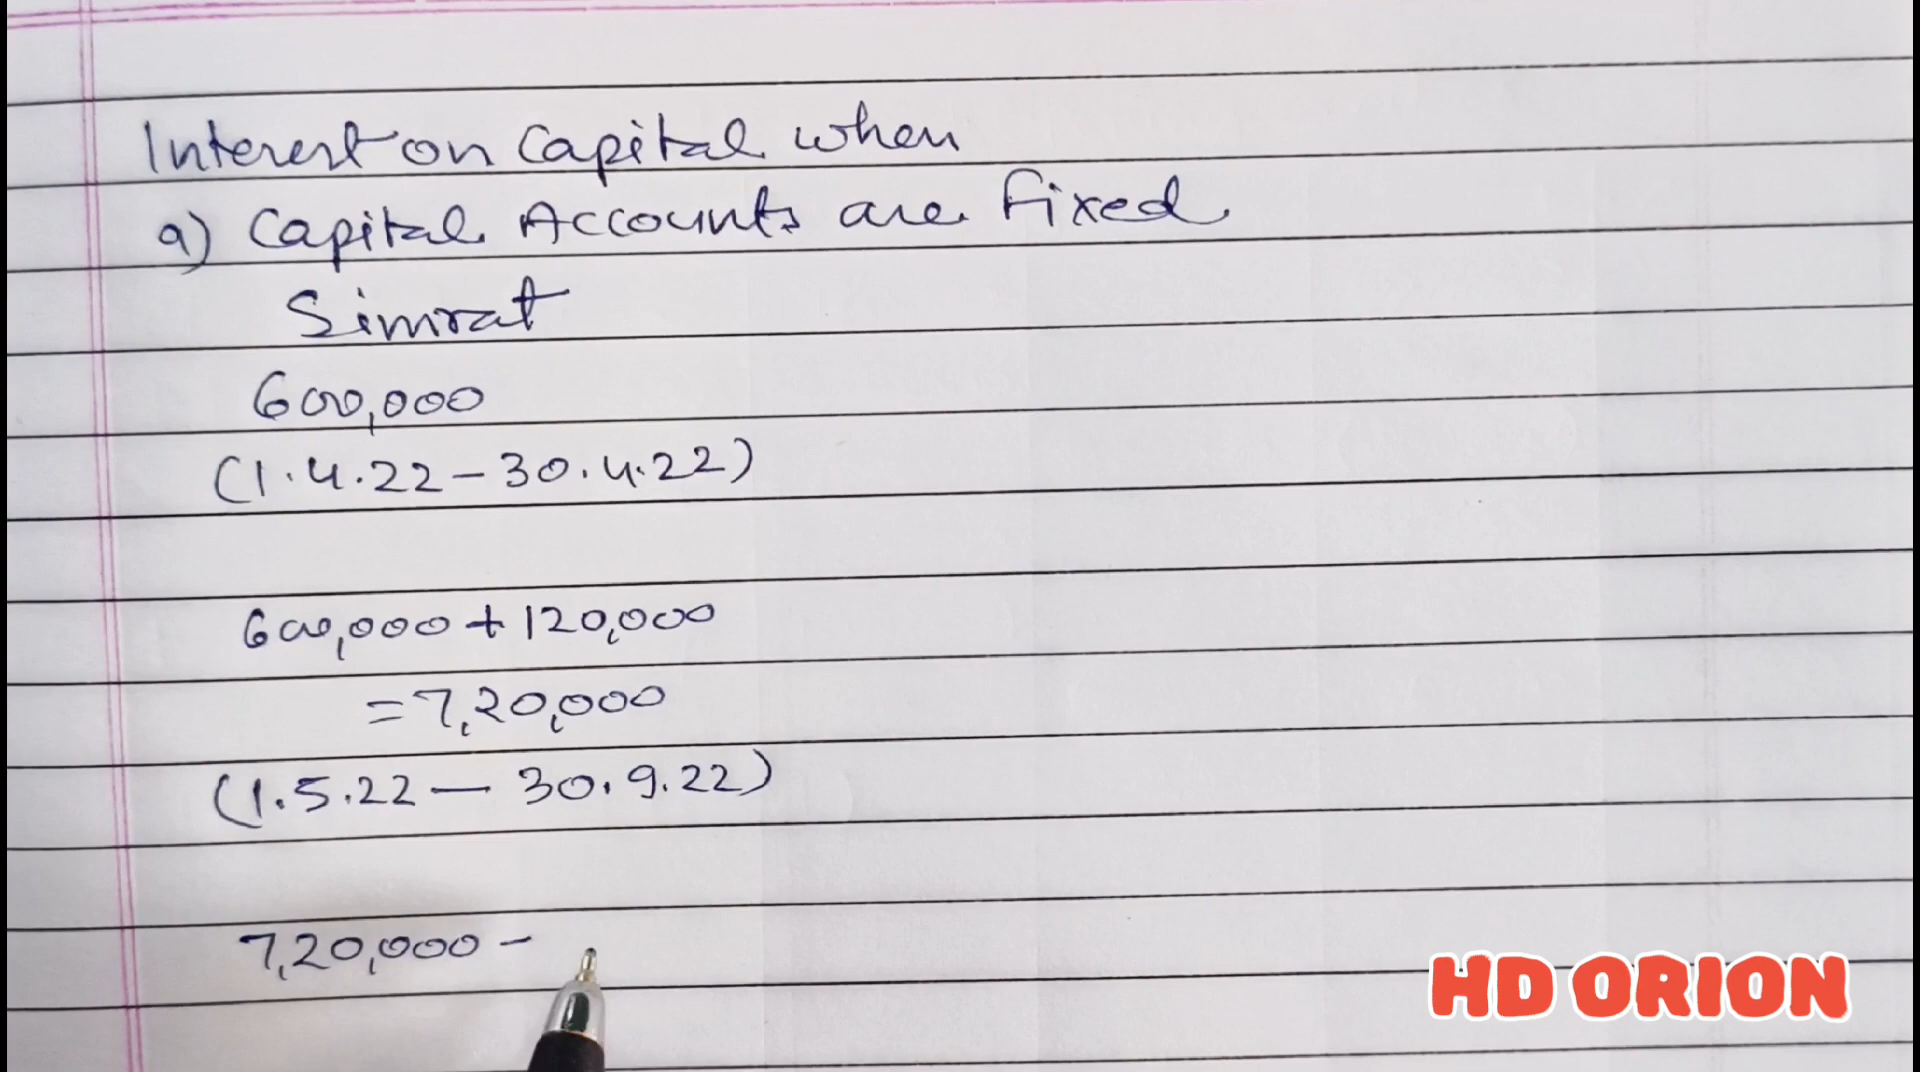 Interest on Capital when
a) Capital Accounts are fixed
Simrat
600,000
(1.4.22-30.4.22)
600,000+120,000
=7,20,000
(1.5.22-30.9.22)
7,20,000-
HD ORION